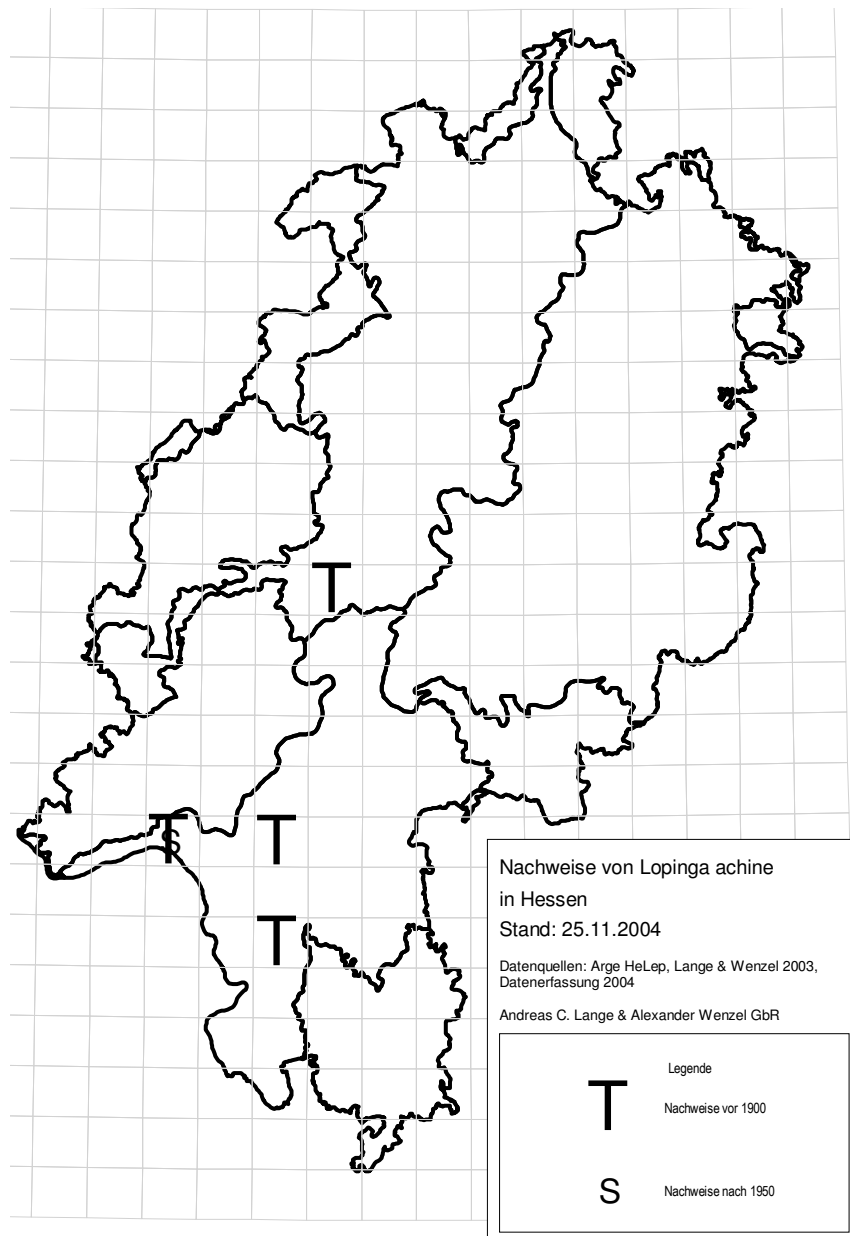 T
T
S
T
T
Nachweise von Lopinga achine
in Hessen
Stand: 25.11.2004
Datenquellen: Arge HeLep, Lange & Wenzel 2003,
Datenerfassung 2004
Andreas C. Lange & Alexander Wenzel GbR
Legende
T Nachweise vor 1900
S Nachweise nach 1950